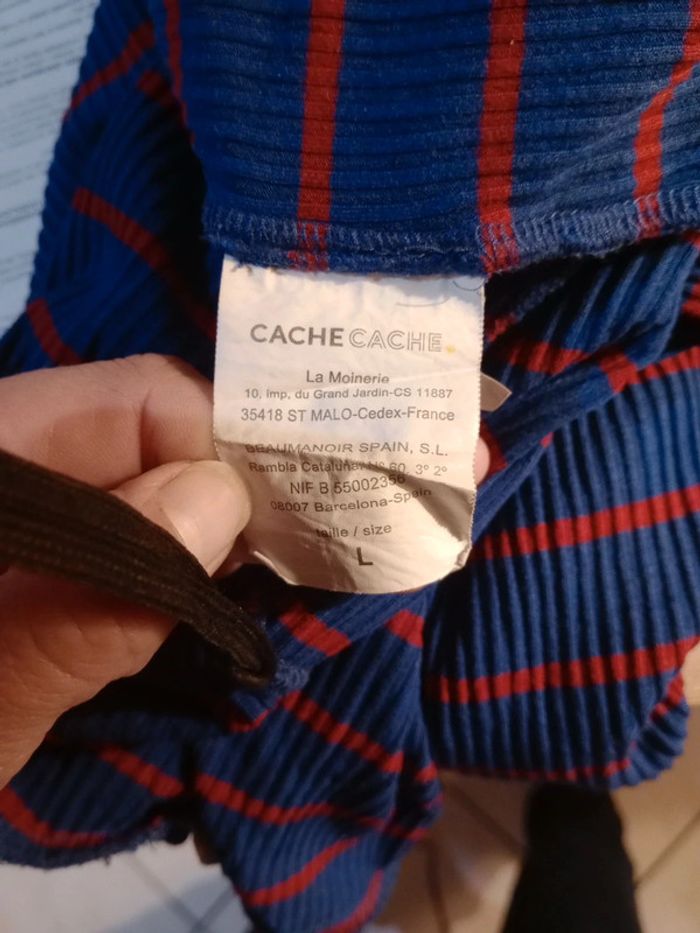 CACHE CACHE.
La Moinerie
10, imp. du Grand Jardin-CS 11887
35418 ST MALO-Cedex-France
BEAUMANOIR SPAIN, S.L.
Rambla Cataluna, Nº 60, 3º 2º
NIF B 55002356
08007 Barcelona-Spain
taille / size
L